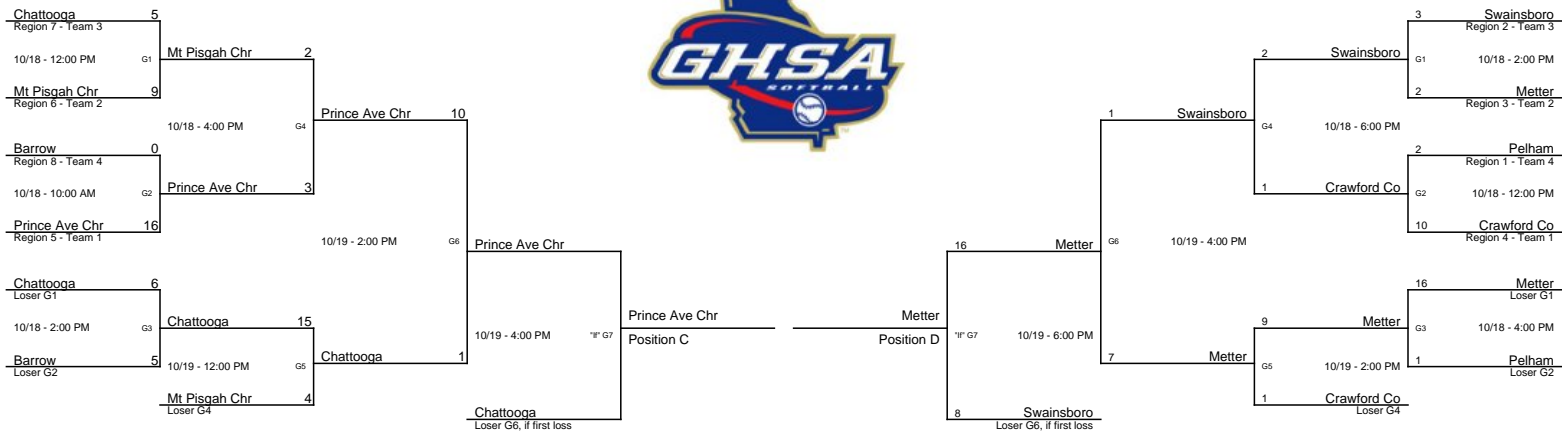 GHSA
SOFTBALL
TM
Chattooga 5
Region 7 - Team 3
10/18 - 12:00 PM G1
Mt Pisgah Chr 2
Mt Pisgah Chr 9
Region 6 - Team 2
10/18 - 4:00 PM G4
Prince Ave Chr 10
Barrow 0
Region 8 - Team 4
10/18 - 10:00 AM G2
Prince Ave Chr 3
Prince Ave Chr 16
Region 5 - Team 1
10/19 - 2:00 PM G6
Prince Ave Chr
Chattooga 6
Loser G1
10/18 - 2:00 PM G3
Chattooga 15
Barrow 5
Loser G2
10/19 - 12:00 PM G5
Chattooga 1
Mt Pisgah Chr 4
Loser G4
10/19 - 4:00 PM "If" G7
Prince Ave Chr
Position C
Chattooga
Loser G6, if first loss
3 Swainsboro
Region 2 - Team 3
2 Swainsboro
G1 10/18 - 2:00 PM
2 Metter
Region 3 - Team 2
1 Swainsboro
G4 10/18 - 6:00 PM
2 Pelham
Region 1 - Team 4
1 Crawford Co
G2 10/18 - 12:00 PM
10 Crawford Co
Region 4 - Team 1
16 Metter
G6 10/19 - 4:00 PM
16 Metter
Loser G1
9 Metter
G3 10/18 - 4:00 PM
1 Pelham
Loser G2
7 Metter
G5 10/19 - 2:00 PM
1 Crawford Co
Loser G4
Metter
Position D
"If" G7 10/19 - 6:00 PM
8 Swainsboro
Loser G6, if first loss